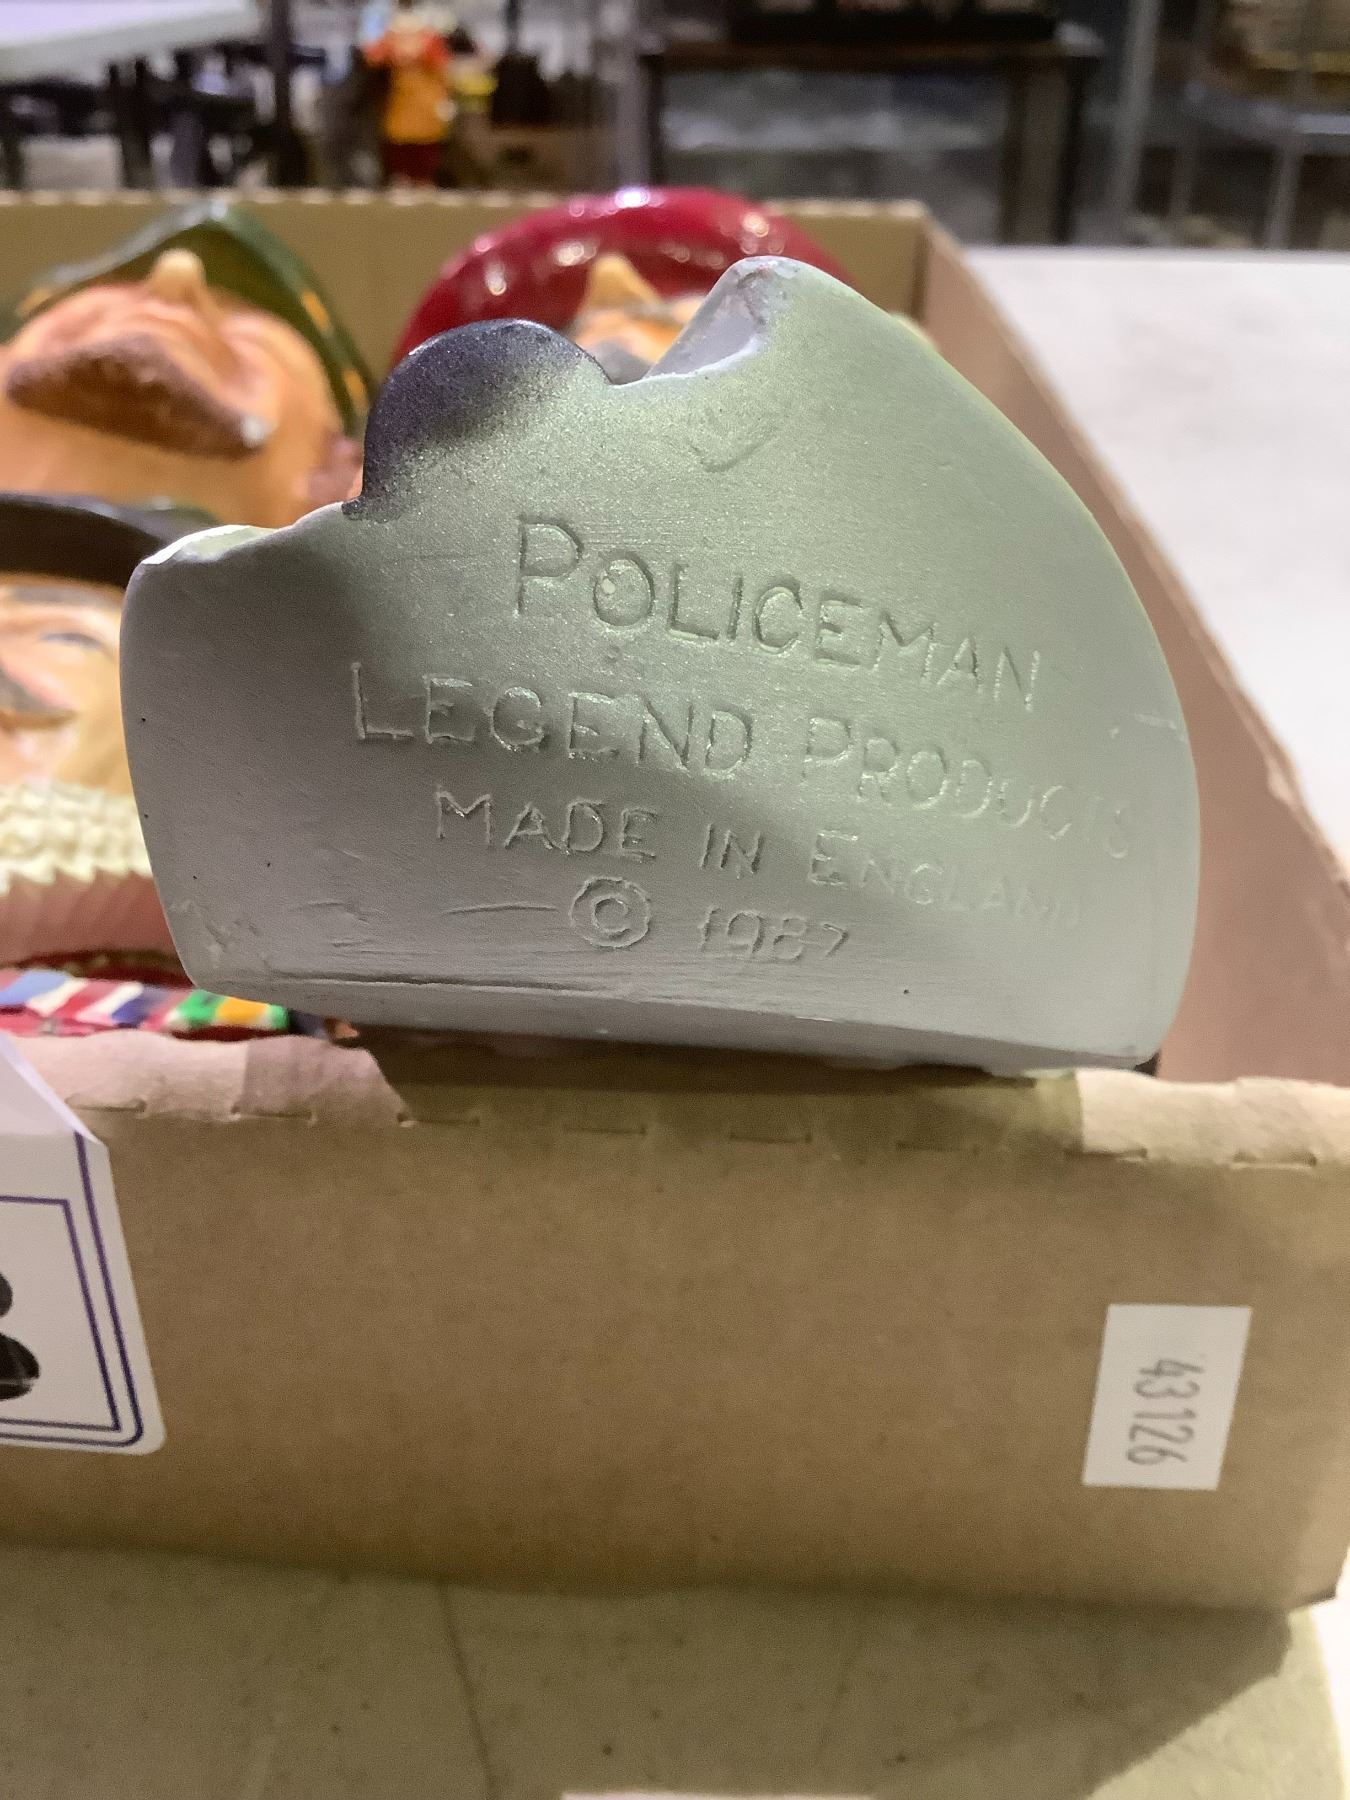 POLICEMAN
LEGEND PRODUCTS
MADE IN ENGLAND
© 1987
43126